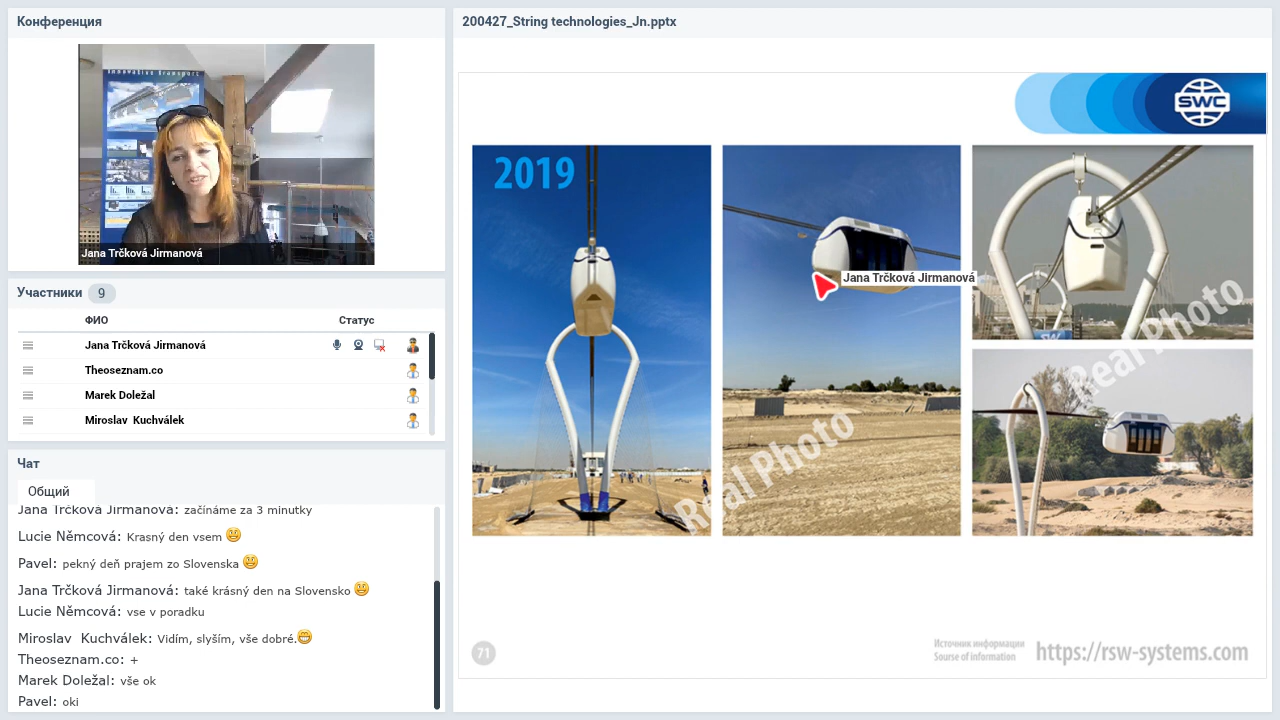 Конференция
Innovative Transport
Jana Trčková Jirmanová
Участники 9
ФИО Статус
Jana Trčková Jirmanová
Theoseznam.co
Marek Doležal
Miroslav Kuchválek
Чат
Общий
Jana Trčková Jirmanová: začínáme za 3 minutky
Lucie Němcová: Krasný den vsem
Pavel: pekný deň prajem zo Slovenska
Jana Trčková Jirmanová: také krásný den na Slovensko
Lucie Němcová: vse v poradku
Miroslav Kuchválek: Vidím, slyším, vše dobré.
Theoseznam.co: +
Marek Doležal: vše ok
Pavel: oki
200427_String technologies_Jn.pptx
SWC
2019
Jana Trčková Jirmanová
Real Photo
Real Photo
71
Источник информации
Sourse of information
https://rsw-systems.com